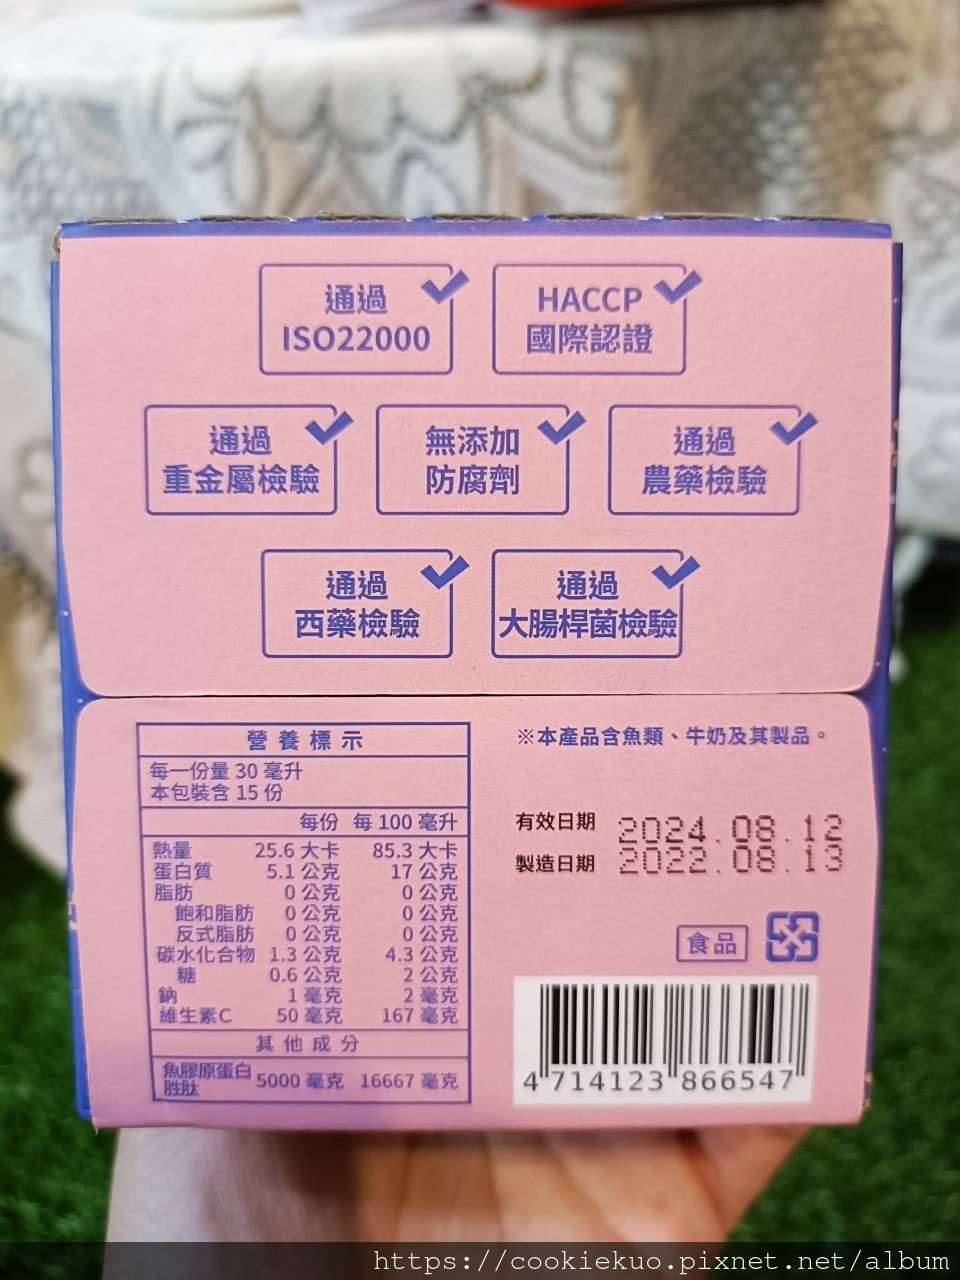 通過
ISO22000
HACCP
國際認證
通過
重金屬檢驗
無添加
防腐劑
通過
農藥檢驗
通過
西藥檢驗
通過
大腸桿菌檢驗
營養標示
每一份量 30 毫升
本包裝含 15 份
每份 每 100 毫升
熱量 25.6 大卡 85.3 大卡
蛋白質 5.1 公克 17 公克
脂肪 0 公克 0 公克
飽和脂肪 0 公克 0 公克
反式脂肪 0 公克 0 公克
碳水化合物 1.3 公克 4.3 公克
糖 0.6 公克 2 公克
鈉 1 毫克 2 毫克
維生素C 50 毫克 167 毫克
其他成分
魚膠原蛋白
胜肽 5000 毫克 16667 毫克
※本產品含魚類、牛奶及其製品。
有效日期 2024.08.12
製造日期 2022.08.13
食品
4 714123 866547
https://cookiekuo.pixnet.net/album